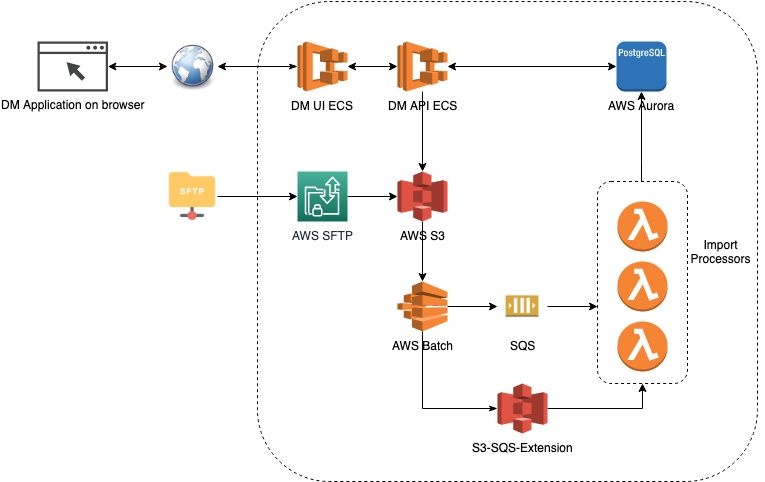 PostgreSQL
DM Application on browser
DM UI ECS
DM API ECS
AWS Aurora
SFTP
AWS SFTP
AWS S3
Import
Processors
AWS Batch
SQS
S3-SQS-Extension